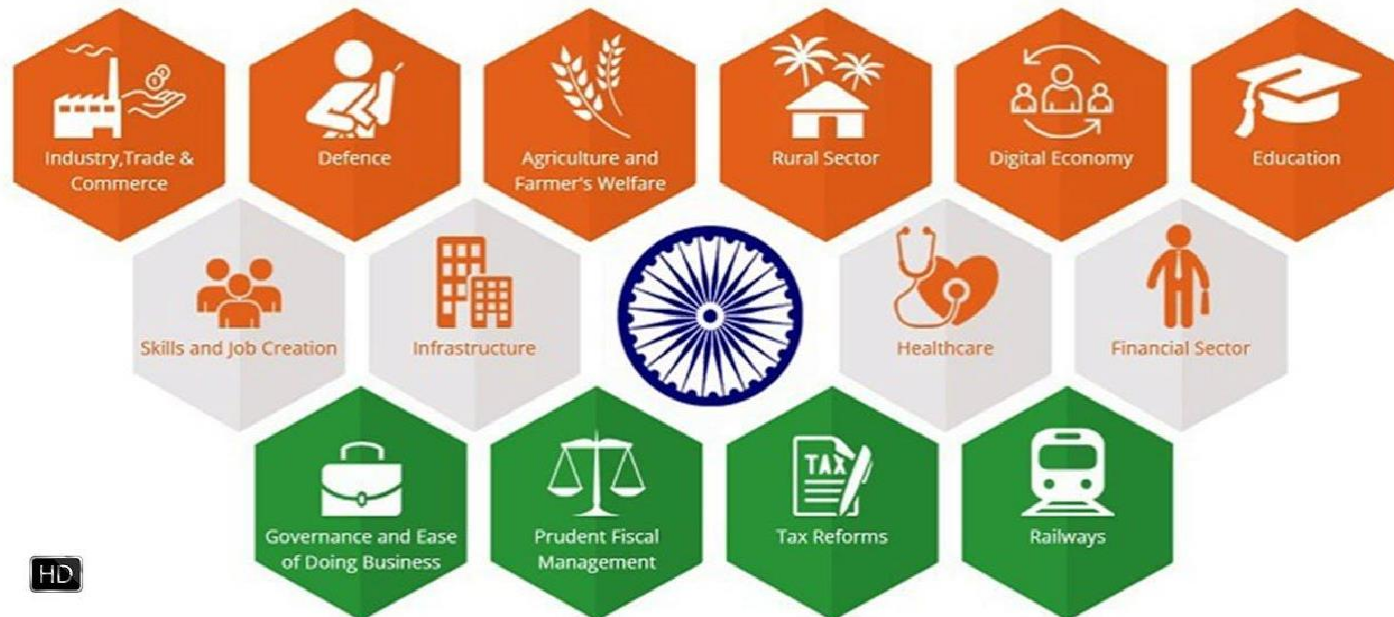 Industry,Trade &
Commerce
Defence
Agriculture and
Farmer's Welfare
Rural Sector
Digital Economy
Education
Skills and Job Creation
Infrastructure
Healthcare
Financial Sector
Governance and Ease
of Doing Business
Prudent Fiscal
Management
TAX
Tax Reforms
Railways
HD